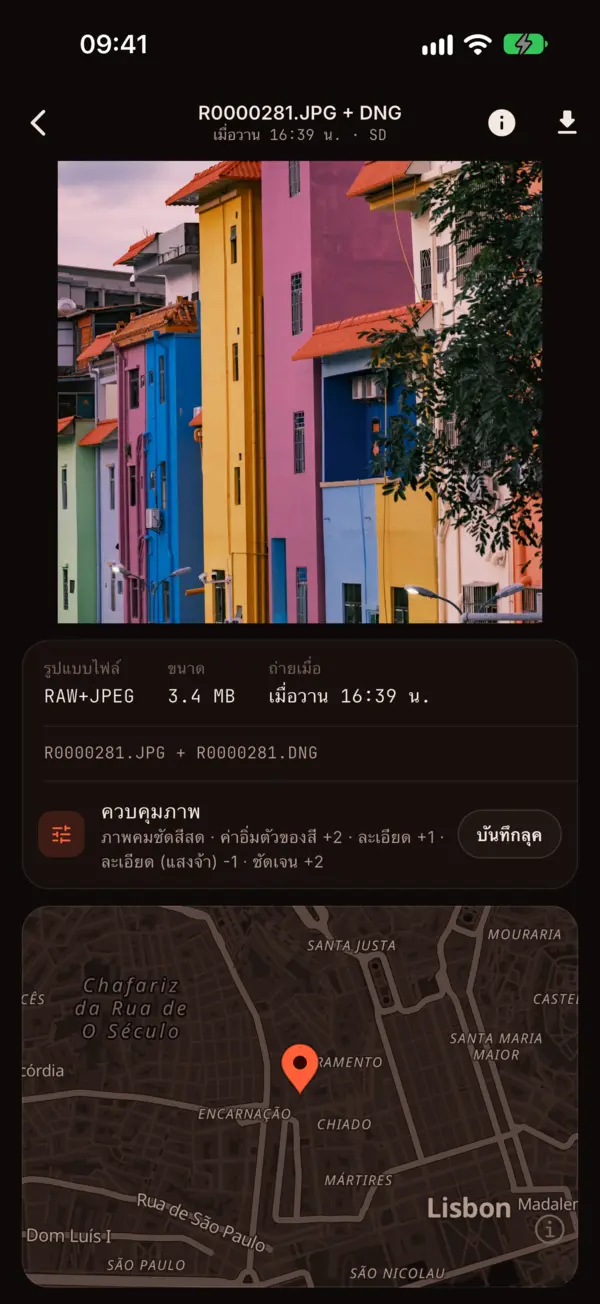 09:41
R0000281.JPG + DNG
เมื่อวาน 16:39 น. · SD
รูปแบบไฟล์ ขนาด ถ่ายเมื่อ
RAW+JPEG 3.4 MB เมื่อวาน 16:39 น.
R0000281.JPG + R0000281.DNG
ควบคุมภาพ
ภาพคมชัดสีสด · ค่าอิ่มตัวของสี +2 · ละเอียด +1 ·
ละเอียด (แสงจ้า) -1 · ชัดเจน +2
บันทึกลุค
MOURARIA
SANTA JUSTA
Chafariz
da Rua de
O Século
CÊS
CASTEL
SANTA MARIA
MAIOR
RAMENTO
córdia
ENCARNAÇÃO
CHIADO
MÁRTIRES
Lisbon
Madaler
Rua de São Paulo
Dom Luís I
SÃO PAULO
SÃO NICOLAU